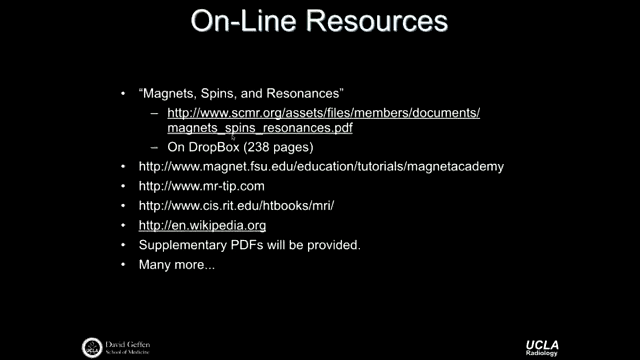 On-Line Resources
• “Magnets, Spins, and Resonances”
– http://www.scmr.org/assets/files/members/documents/
magnets_spins_resonances.pdf
– On DropBox (238 pages)
• http://www.magnet.fsu.edu/education/tutorials/magnetacademy
• http://www.mr-tip.com
• http://www.cis.rit.edu/htbooks/mri/
• http://en.wikipedia.org
• Supplementary PDFs will be provided.
• Many more...
UCLA
David Geffen
School of Medicine
UCLA
Radiology